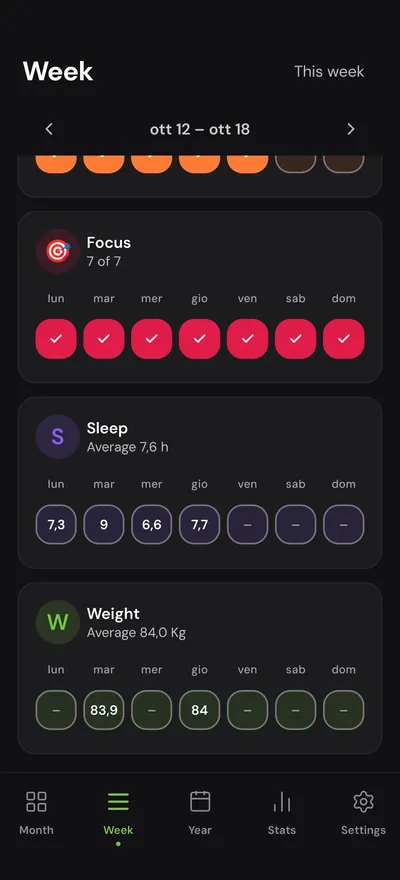 Week
This week
ott 12 – ott 18
Focus
7 of 7
lun mar mer gio ven sab dom
S
Sleep
Average 7,6 h
lun mar mer gio ven sab dom
7,3 9 6,6 7,7 – – –
W
Weight
Average 84,0 Kg
lun mar mer gio ven sab dom
– 83,9 – 84 – – –
Month Week Year Stats Settings